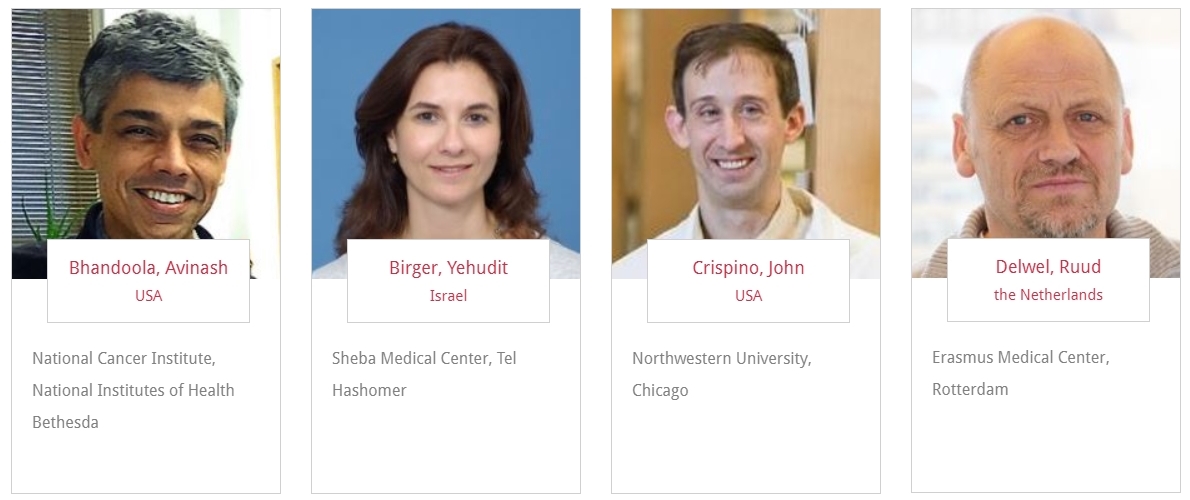 Bhandoola, Avinash
USA
National Cancer Institute,
National Institutes of Health
Bethesda
Birger, Yehudit
Israel
Sheba Medical Center, Tel
Hashomer
Crispino, John
USA
Northwestern University,
Chicago
Delwel, Ruud
the Netherlands
Erasmus Medical Center,
Rotterdam